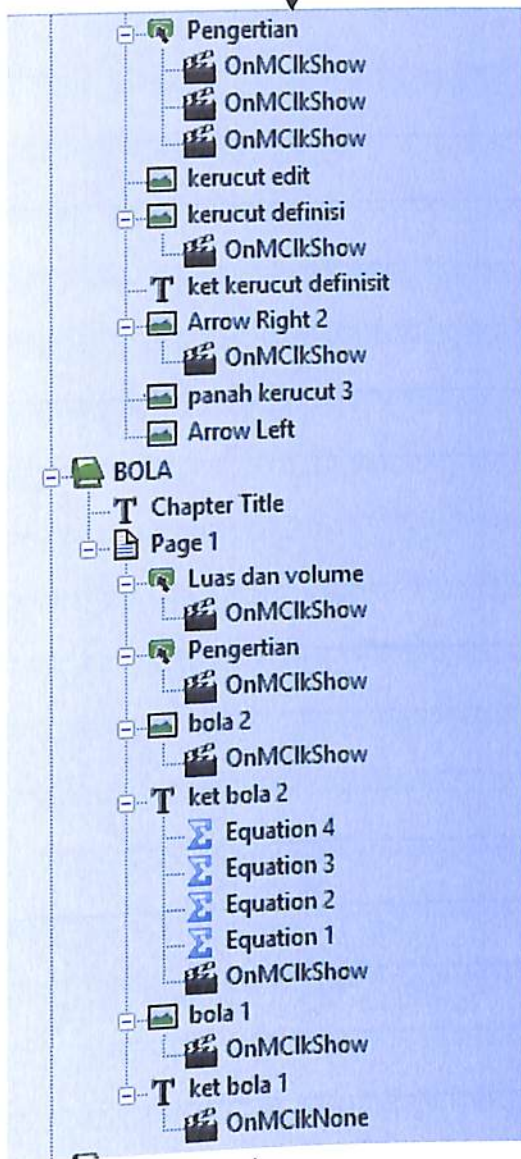 Pengertian
OnMClkShow
OnMClkShow
OnMClkShow
kerucut edit
kerucut definisi
OnMClkShow
ket kerucut definisit
Arrow Right 2
OnMClkShow
panah kerucut 3
Arrow Left
BOLA
Chapter Title
Page 1
Luas dan volume
OnMClkShow
Pengertian
OnMClkShow
bola 2
OnMClkShow
ket bola 2
Equation 4
Equation 3
Equation 2
Equation 1
OnMClkShow
bola 1
OnMClkShow
ket bola 1
OnMClkNone